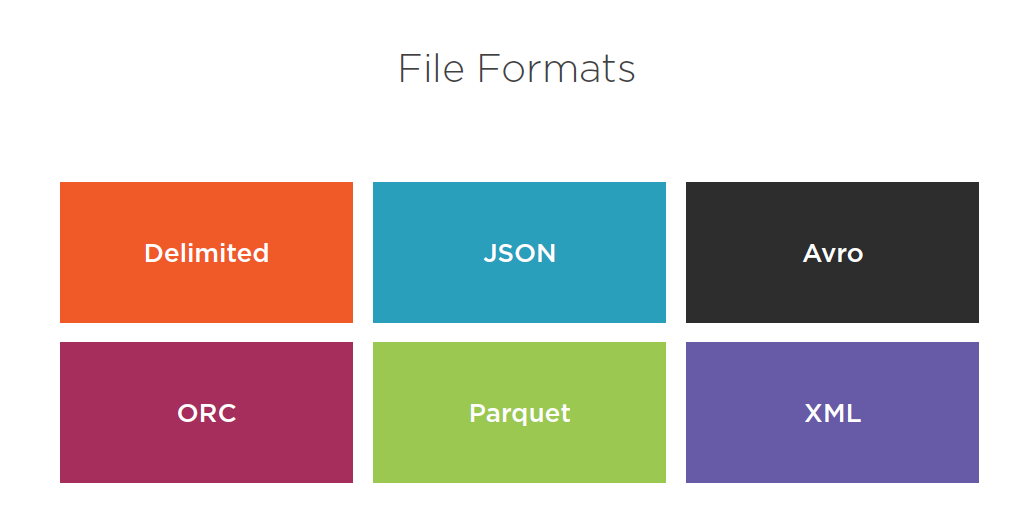 File Formats
Delimited
JSON
Avro
ORC
Parquet
XML